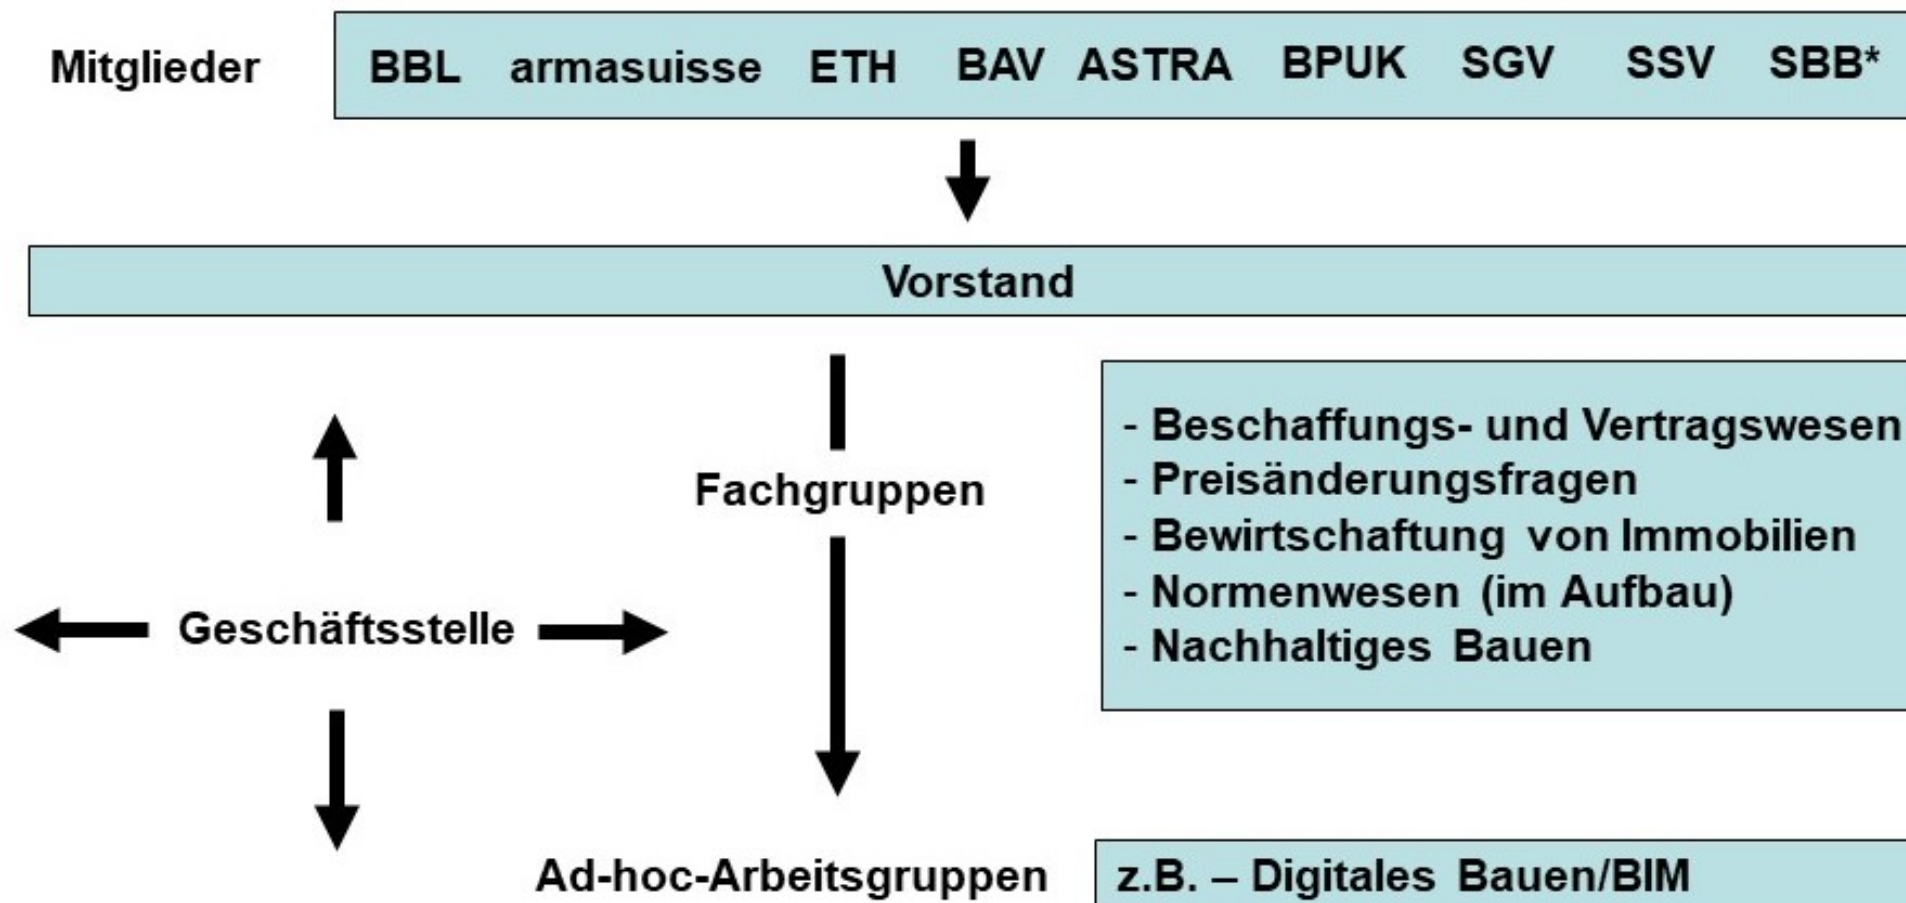 Mitglieder BBL armasuisse ETH BAV ASTRA BPUK SGV SSV SBB*
Vorstand
- Beschaffungs- und Vertragswesen
- Preisänderungsfragen
- Bewirtschaftung von Immobilien
- Normenwesen (im Aufbau)
- Nachhaltiges Bauen
Fachgruppen
Geschäftsstelle
Ad-hoc-Arbeitsgruppen
z.B. – Digitales Bauen/BIM